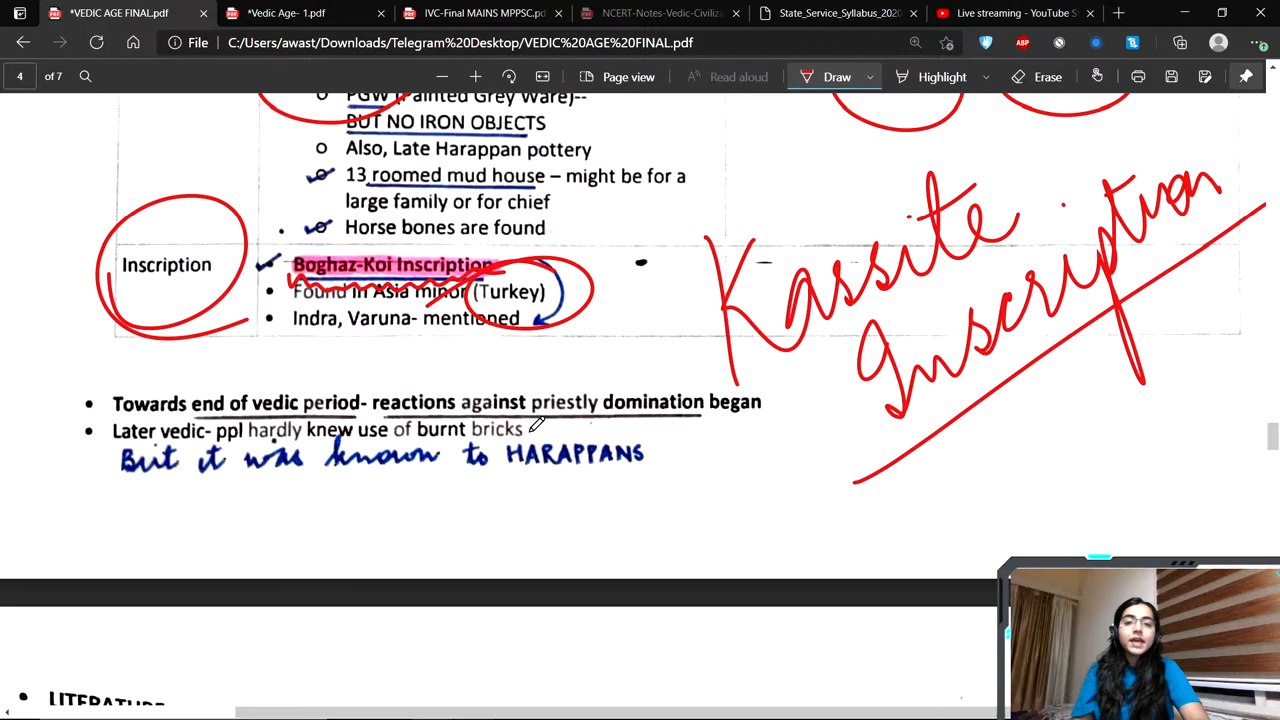 *VEDIC AGE FINAL.pdf
*Vedic Age- 1.pdf
IVC-Final MAINS MPPSC.pd
NCERT-Notes-Vedic-Civiliza
State_Service_Syllabus_2020
Live streaming - YouTube St
File
C:/Users/awast/Downloads/Telegram%20Desktop/VEDIC%20AGE%20FINAL.pdf
4 of 7
Page view
Read aloud
Draw
Highlight
Erase
PGW (Painted Grey Ware)--
BUT NO IRON OBJECTS
Also, Late Harappan pottery
13 roomed mud house – might be for a
large family or for chief
Horse bones are found
Inscription
Boghaz-Koi Inscription
Found in Asia minor (Turkey)
Indra, Varuna- mentioned
Kassite
Inscription
Towards end of vedic period- reactions against priestly domination began
Later vedic- ppl hardly knew use of burnt bricks
But it was known to HARAPPANS
LITERATURE